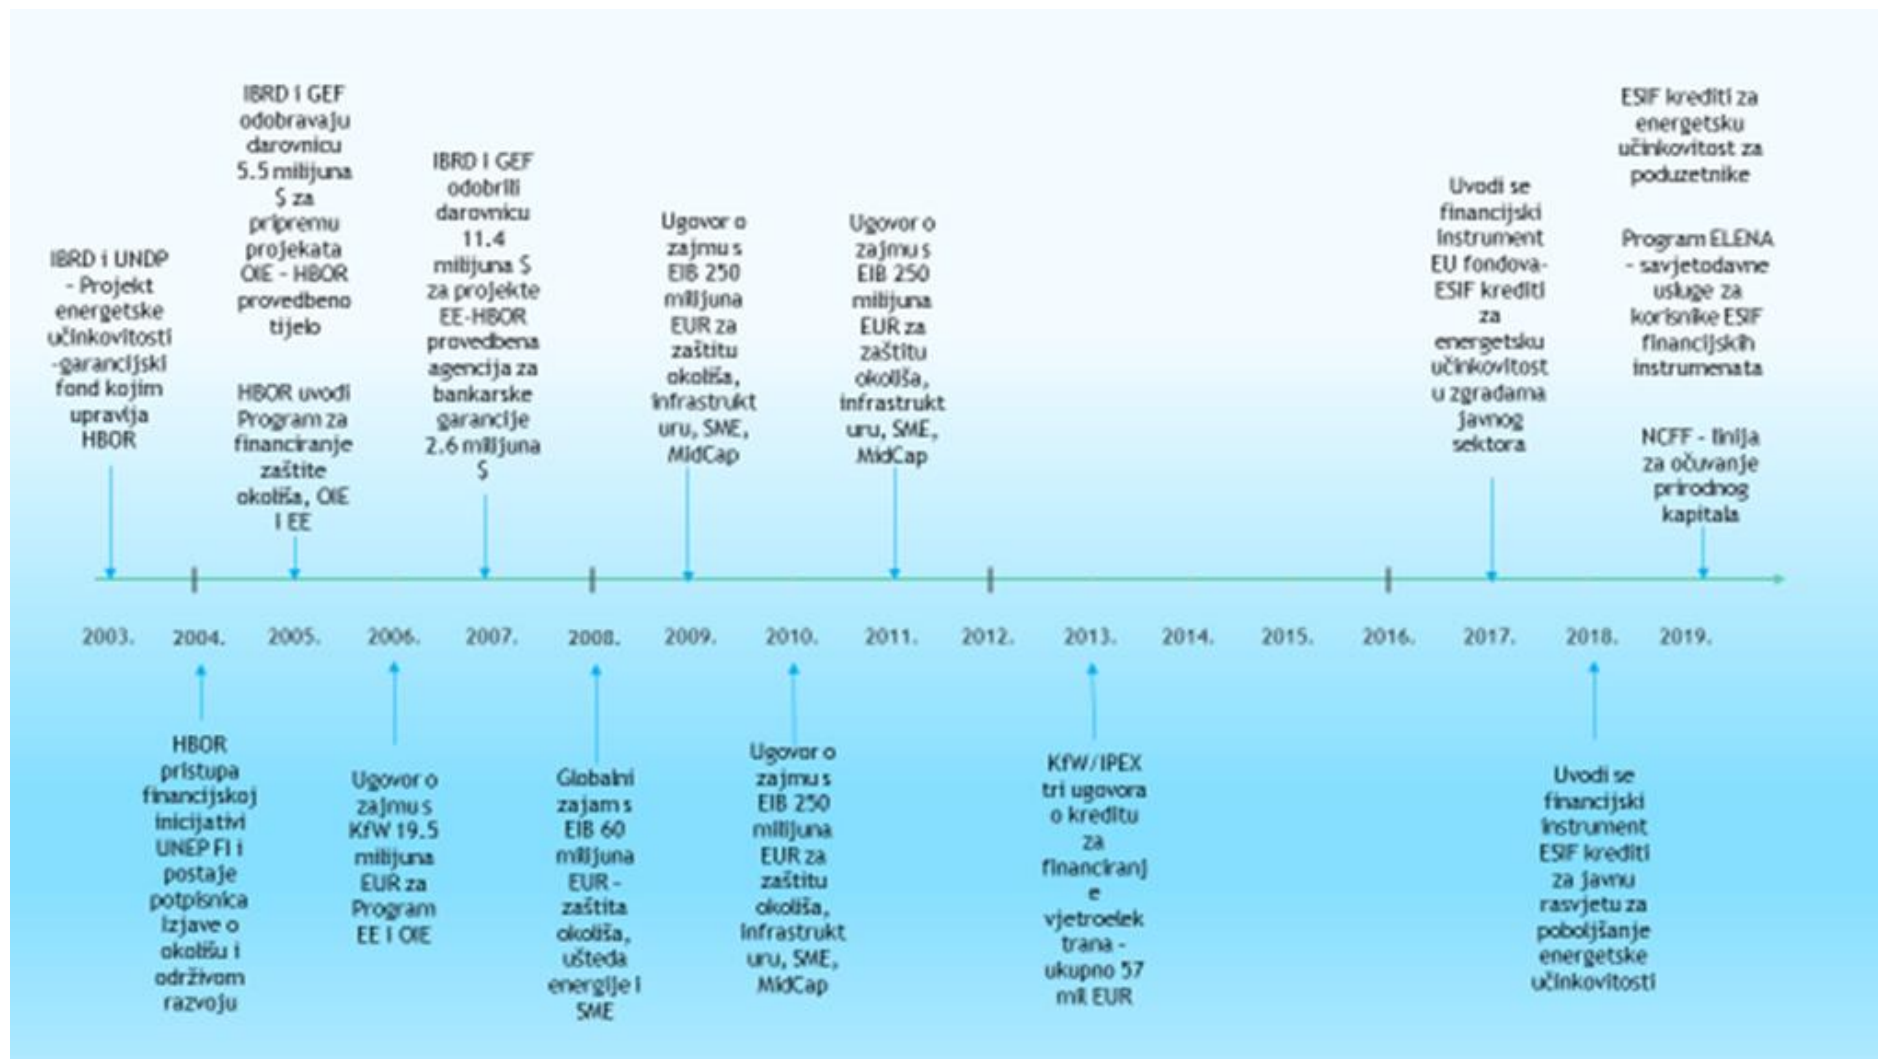 IBRD i UNDP
- Projekt
energetske
učinkovitosti
-garancijski
fond kojim
upravlja
HBOR
IBRD i GEF
odobravaju
darovnicu
5.5 milijuna
$ za
pripremu
projekata
OIE - HBOR
provedbeno
tijelo
HBOR uvodi
Program za
financiranje
zaštite
okoliša, OIE
i EE
IBRD i GEF
odobrili
darovnicu
11.4
milijuna $
za projekte
EE-HBOR
provedbena
agencija za
bankarske
garancije
2.6 milijuna
$
Ugovor o
zajmu s
EIB 250
milijuna
EUR za
zaštitu
okoliša,
infrastrukt
uru, SME,
MidCap
Ugovor o
zajmu s
EIB 250
milijuna
EUR za
zaštitu
okoliša,
infrastrukt
uru, SME,
MidCap
Uvodi se
financijski
instrument
EU fondova-
ESIF krediti
za
energetsku
učinkovitost
u zgradama
javnog
sektora
ESIF krediti za
energetsku
učinkovitost za
poduzetnike
Program ELENA
- savjetodavne
usluge za
korisnike ESIF
financijskih
instrumenata
NCFF - linija
za očuvanje
prirodnog
kapitala
2003. 2004. 2005. 2006. 2007. 2008. 2009. 2010. 2011. 2012. 2013. 2014. 2015. 2016. 2017. 2018. 2019.
HBOR
pristupa
financijskoj
inicijativi
UNEP FI i
postaje
potpisnica
Izjave o
okolišu i
održivom
razvoju
Ugovor o
zajmu s
KfW 19.5
milijuna
EUR za
Program
EE i OIE
Globalni
zajam s
EIB 60
milijuna
EUR -
zaštita
okoliša,
ušteda
energije i
SME
Ugovor o
zajmu s
EIB 250
milijuna
EUR za
zaštitu
okoliša,
infrastrukt
uru, SME,
MidCap
KfW/IPEX
tri ugovora
o kreditu
za
financiranj
e
vjetroelek
trana -
ukupno 57
mil EUR
Uvodi se
financijski
instrument
ESIF krediti
za javnu
rasvjetu za
poboljšanje
energetske
učinkovitosti